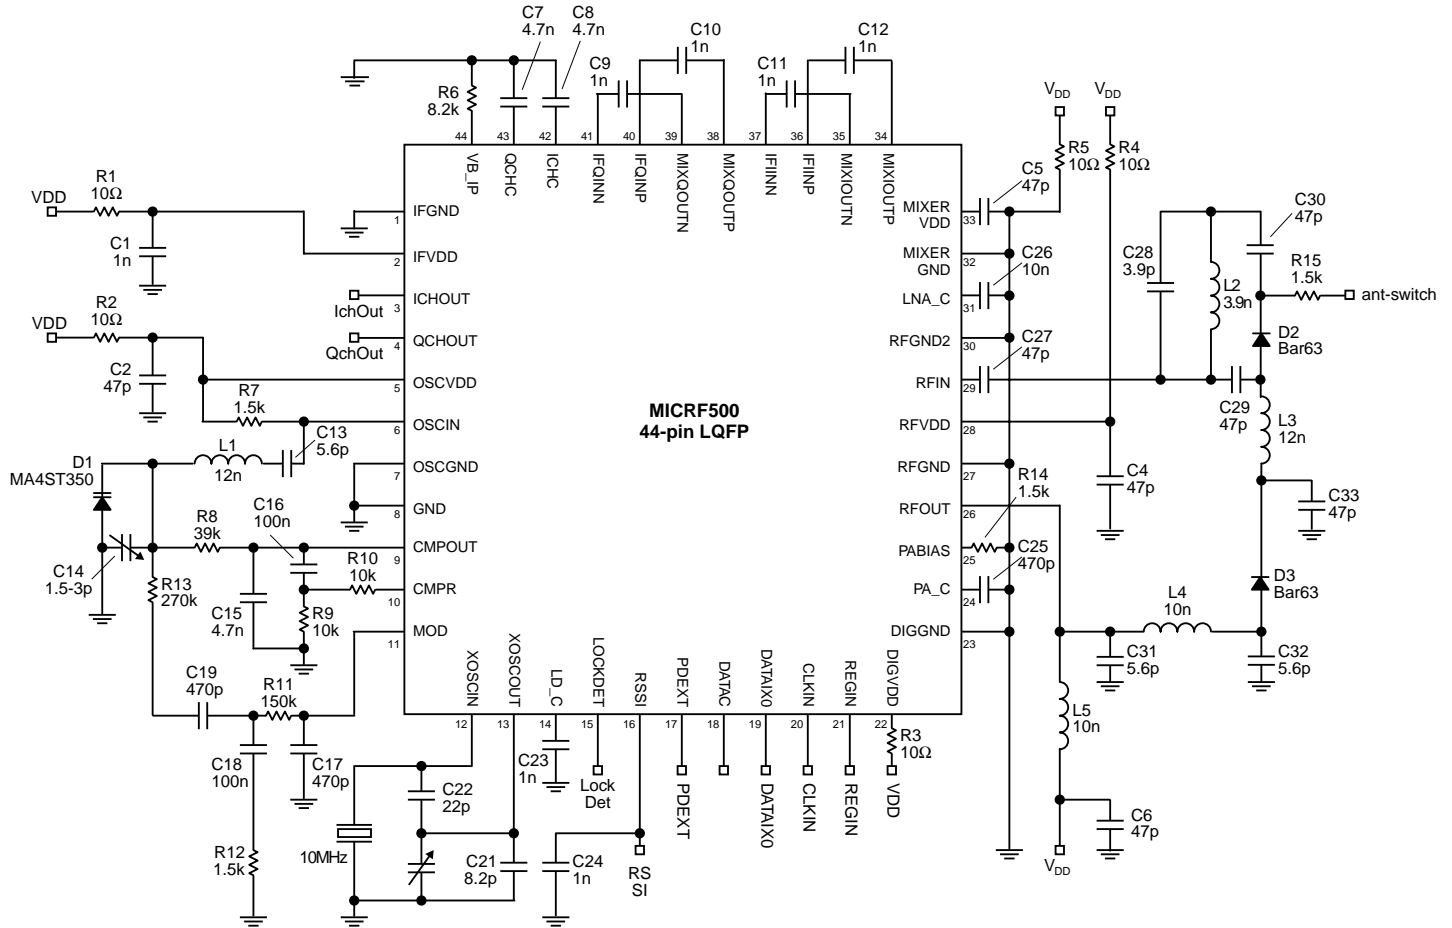 C7
4.7n
C8
4.7n
C10
1n
C12
1n
C9
1n
C11
1n
R6
8.2k
44
43
42
41
40
39
38
37
36
35
34
VB_IP
QCHC
ICHC
IFQINN
IFQINP
MIXQOUTN
MIXQOUTP
IFIINN
IFIINP
MIXIOUTN
MIXIOUTP
VDD
R1
10Ω
C1
1n
VDD
R2
10Ω
C2
47p
R7
1.5k
IchOut
QchOut
L1
12n
C13
5.6p
D1
MA4ST350
C14
1.5-3p
R8
39k
C16
100n
R10
10k
R13
270k
C15
4.7n
R9
10k
C19
470p
R11
150k
C18
100n
C17
470p
R12
1.5k
IFGND
1
IFVDD
2
ICHOUT
3
QCHOUT
4
OSCVDD
5
OSCIN
6
OSCGND
7
GND
8
CMPOUT
9
CMPR
10
MOD
11
MICRF500
44-pin LQFP
MIXER
VDD
33
MIXER
GND
32
LNA_C
31
RFGND2
30
RFIN
29
RFVDD
28
RFGND
27
RFOUT
26
PABIAS
25
PA_C
24
DIGGND
23
XOSCIN
XOSCOUT
LD_C
LOCKDET
RSSI
PDEXT
DATAC
DATAIX0
CLKIN
REGIN
DIGVDD
12
13
14
15
16
17
18
19
20
21
22
10MHz
C22
22p
C21
8.2p
C23
1n
Lock
Det
C24
1n
RS
SI
PDEXT
DATAIX0
CLKIN
REGIN
VDD
R3
10Ω
VDD
VDD
R5
10Ω
R4
10Ω
C5
47p
C26
10n
C27
47p
R14
1.5k
C25
470p
C4
47p
C28
3.9p
L2
3.9n
C30
47p
R15
1.5k
ant-switch
D2
Bar63
C29
47p
L3
12n
C33
47p
D3
Bar63
L4
10n
C31
5.6p
C32
5.6p
L5
10n
C6
47p
VDD